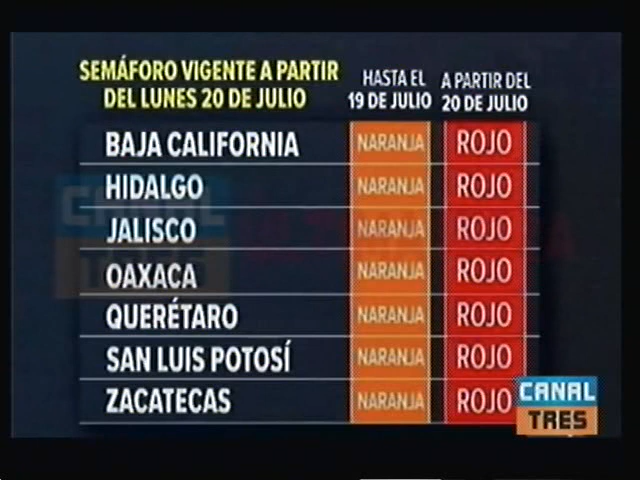 SEMÁFORO VIGENTE A PARTIR
DEL LUNES 20 DE JULIO
HASTA EL
19 DE JULIO
A PARTIR DEL
20 DE JULIO
BAJA CALIFORNIA NARANJA ROJO
HIDALGO NARANJA ROJO
JALISCO NARANJA ROJO
OAXACA NARANJA ROJO
QUERÉTARO NARANJA ROJO
SAN LUIS POTOSÍ NARANJA ROJO
ZACATECAS NARANJA ROJO
CANAL
TRES
CANAL
TRES